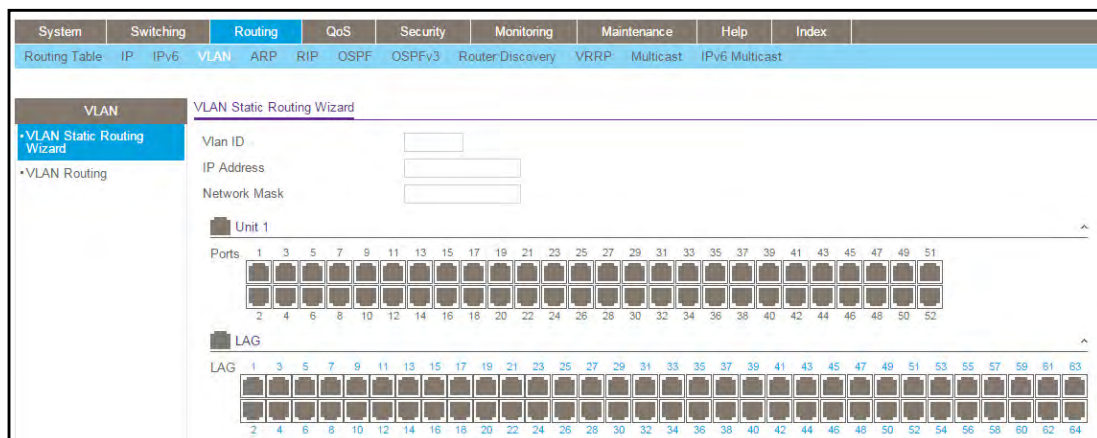 System Switching Routing QoS Security Monitoring Maintenance Help Index
Routing Table IP IPv6 VLAN ARP RIP OSPF OSPFv3 Router Discovery VRRP Multicast IPv6 Multicast
VLAN
•VLAN Static Routing
Wizard
•VLAN Routing
VLAN Static Routing Wizard
Vlan ID
IP Address
Network Mask
Unit 1
Ports 1 3 5 7 9 11 13 15 17 19 21 23 25 27 29 31 33 35 37 39 41 43 45 47 49 51
2 4 6 8 10 12 14 16 18 20 22 24 26 28 30 32 34 36 38 40 42 44 46 48 50 52
LAG
LAG 1 3 5 7 9 11 13 15 17 19 21 23 25 27 29 31 33 35 37 39 41 43 45 47 49 51 53 55 57 59 61 63
2 4 6 8 10 12 14 16 18 20 22 24 26 28 30 32 34 36 38 40 42 44 46 48 50 52 54 56 58 60 62 64